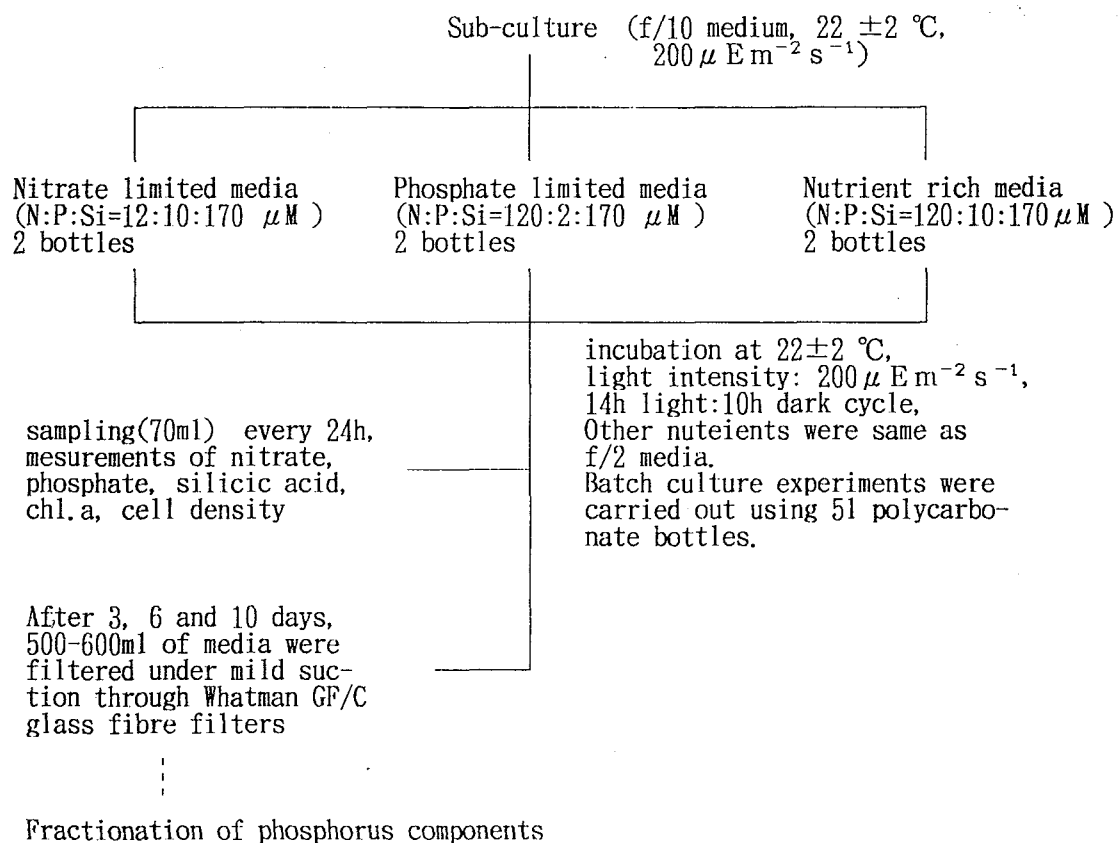 Sub-culture (f/10 medium, 22 ±2 ℃,
200μ E m⁻² s⁻¹)
Nitrate limited media
(N:P:Si=12:10:170 μM )
2 bottles
Phosphate limited media
(N:P:Si=120:2:170 μM )
2 bottles
Nutrient rich media
(N:P:Si=120:10:170μM )
2 bottles
incubation at 22±2 ℃,
light intensity: 200μ E m⁻² s⁻¹,
14h light:10h dark cycle,
Other nuteients were same as
f/2 media.
Batch culture experiments were
carried out using 5l polycarbo-
nate bottles.
sampling(70ml) every 24h,
mesurements of nitrate,
phosphate, silicic acid,
chl.a, cell density
After 3, 6 and 10 days,
500-600ml of media were
filtered under mild suc-
tion through Whatman GF/C
glass fibre filters
Fractionation of phosphorus components